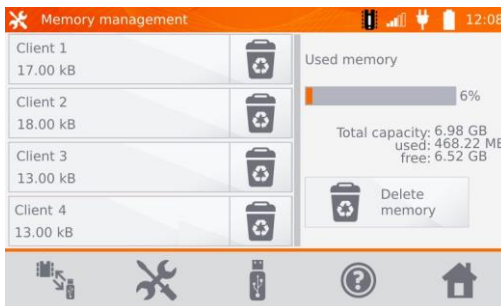 Memory management
12:08
Client 1
17.00 kB
Client 2
18.00 kB
Client 3
13.00 kB
Client 4
13.00 kB
Used memory
6%
Total capacity: 6.98 GB
used: 468.22 MB
free: 6.52 GB
Delete
memory